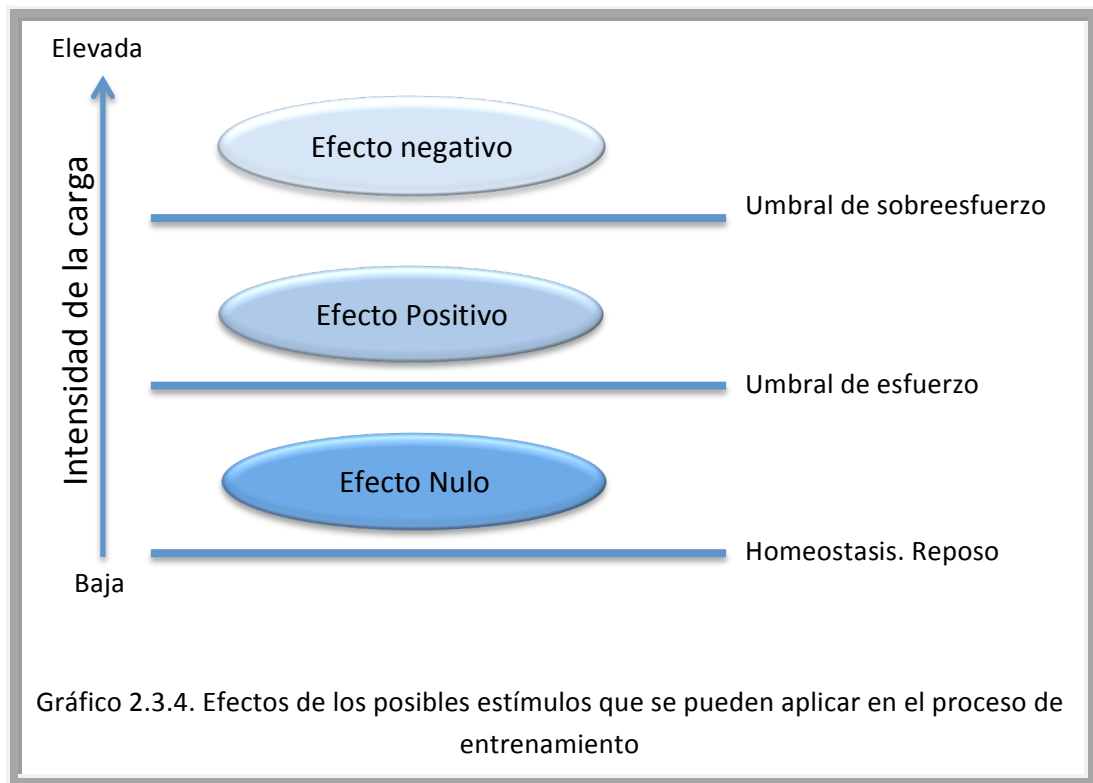 Elevada
Intensidad de la carga
Efecto negativo
Umbral de sobreesfuerzo
Efecto Positivo
Umbral de esfuerzo
Efecto Nulo
Homeostasis. Reposo
Baja
Gráfico 2.3.4. Efectos de los posibles estímulos que se pueden aplicar en el proceso de
entrenamiento